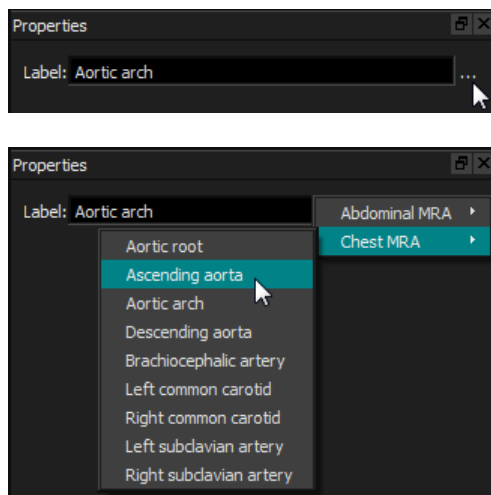 Properties
Label: Aortic arch ...
Properties
Label: Aortic arch
Abdominal MRA
Chest MRA
Aortic root
Ascending aorta
Aortic arch
Descending aorta
Brachiocephalic artery
Left common carotid
Right common carotid
Left subclavian artery
Right subclavian artery